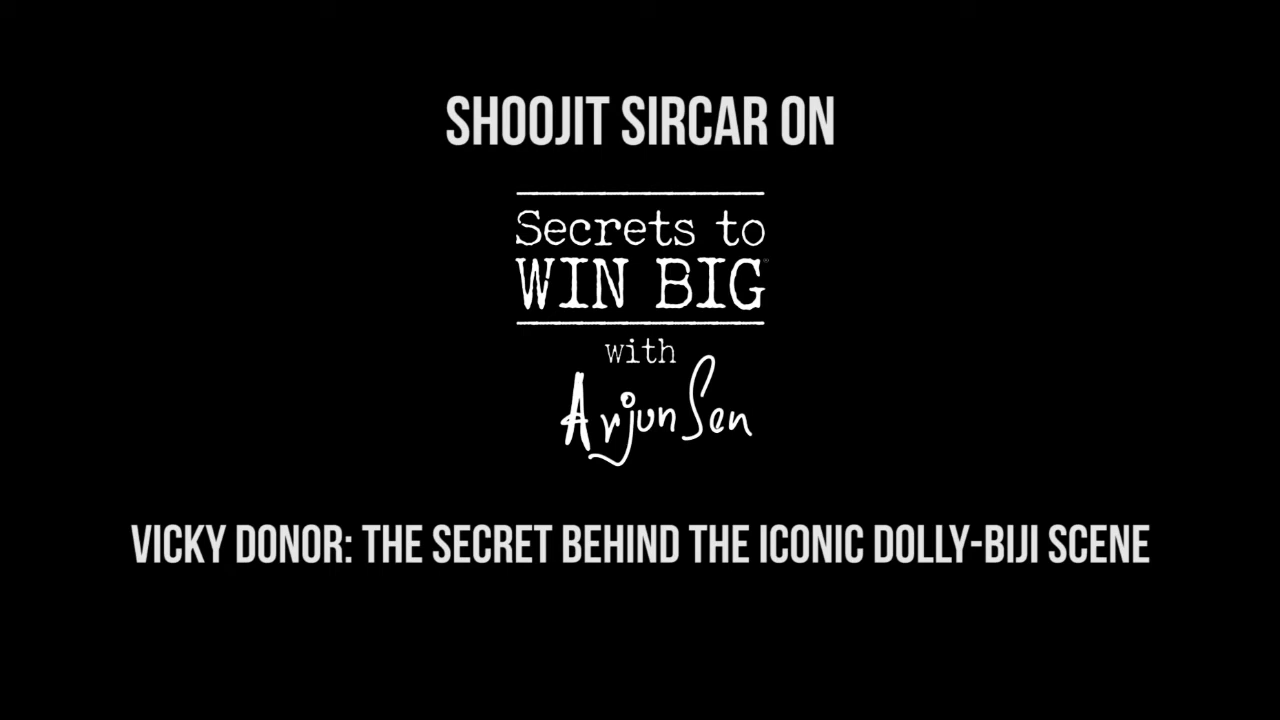 SHOOJIT SIRCAR ON
Secrets to
WIN BIG
with
Arjun Sen
VICKY DONOR: THE SECRET BEHIND THE ICONIC DOLLY-BIJI SCENE